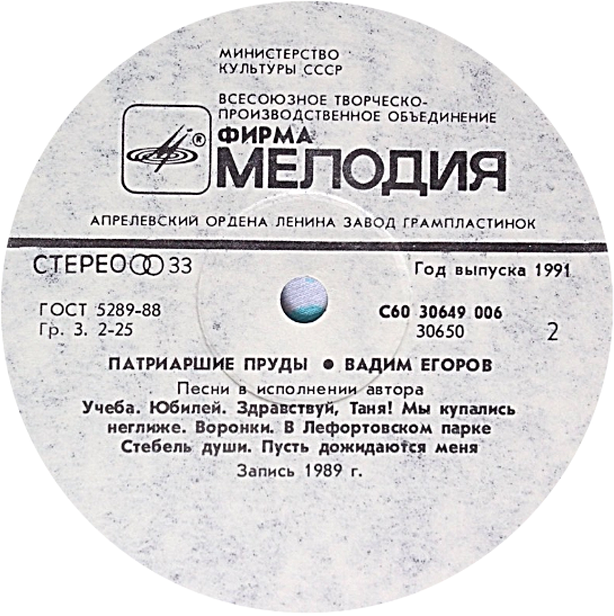 МИНИСТЕРСТВО
КУЛЬТУРЫ СССР
ВСЕСОЮЗНОЕ ТВОРЧЕСКО-
ПРОИЗВОДСТВЕННОЕ ОБЪЕДИНЕНИЕ
ФИРМА
® МЕЛОДИЯ
АПРЕЛЕВСКИЙ ОРДЕНА ЛЕНИНА ЗАВОД ГРАМПЛАСТИНОК
СТЕРЕО 33
Год выпуска 1991
ГОСТ 5289-88
С60 30649 006
Гр. 3. 2-25
30650
2
ПАТРИАРШИЕ ПРУДЫ ● ВАДИМ ЕГОРОВ
Песни в исполнении автора
Учеба. Юбилей. Здравствуй, Таня! Мы купались
неглиже. Воронки. В Лефортовском парке
Стебель души. Пусть дожидаются меня
Запись 1989 г.